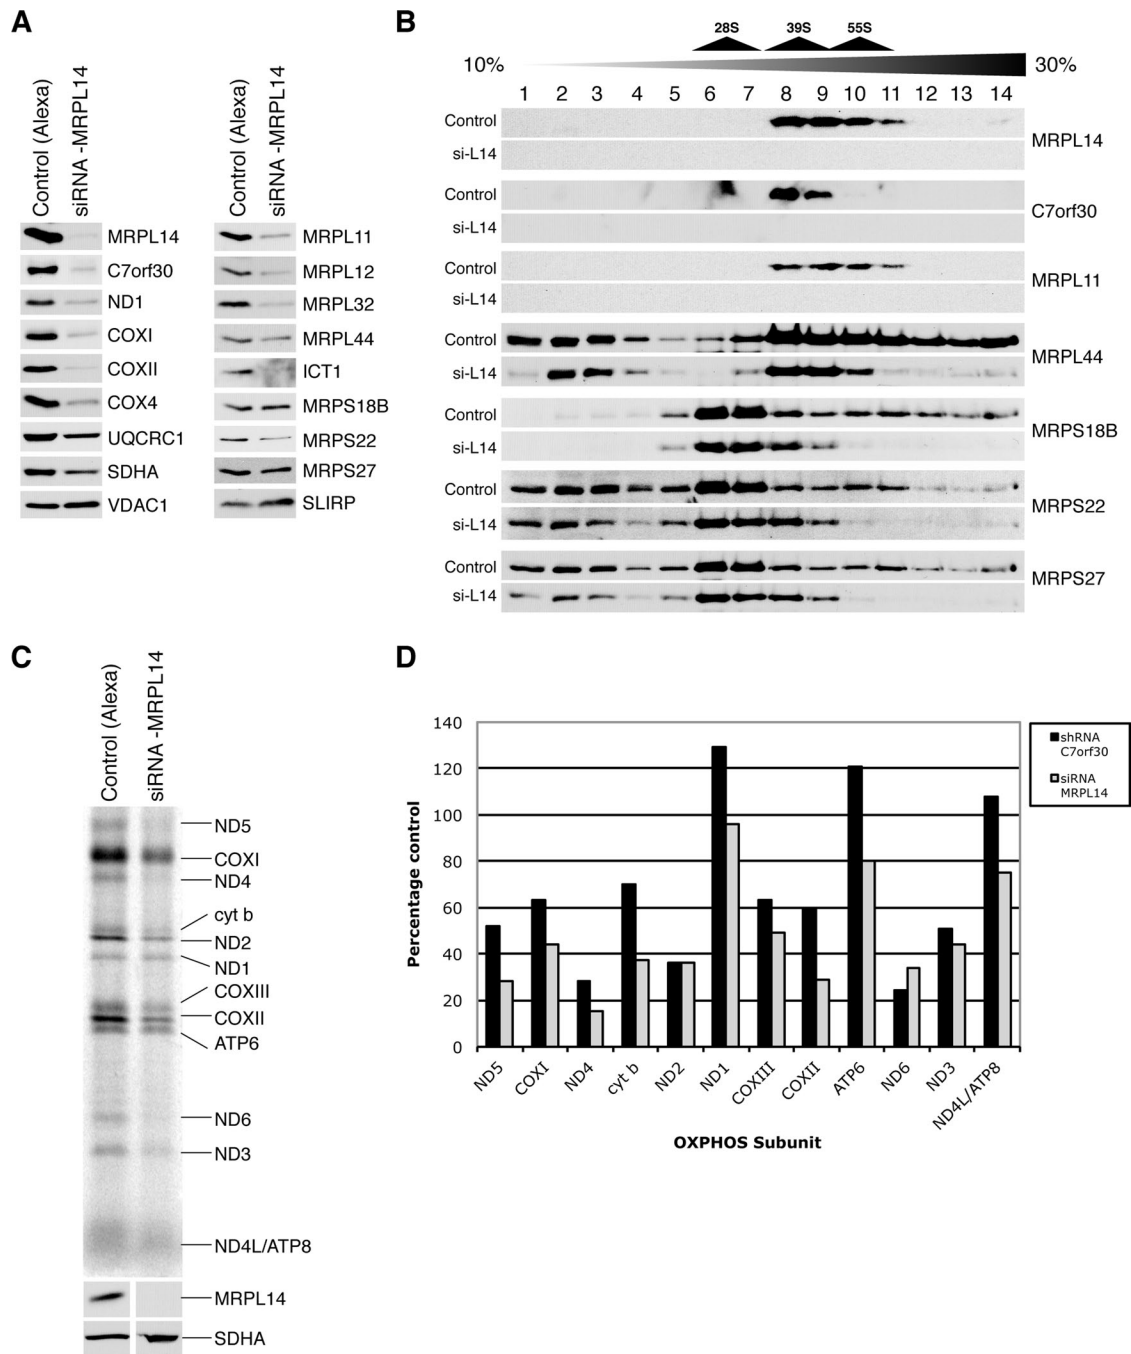 A
Control (Alexa)
siRNA -MRPL14
MRPL14
C7orf30
ND1
COXI
COXII
COX4
UQCRC1
SDHA
VDAC1
Control (Alexa)
siRNA -MRPL14
MRPL11
MRPL12
MRPL32
MRPL44
ICT1
MRPS18B
MRPS22
MRPS27
SLIRP
B
28S 39S 55S
10% 30%
1 2 3 4 5 6 7 8 9 10 11 12 13 14
Control
si-L14
MRPL14
Control
si-L14
C7orf30
Control
si-L14
MRPL11
Control
si-L14
MRPL44
Control
si-L14
MRPS18B
Control
si-L14
MRPS22
Control
si-L14
MRPS27
C
Control (Alexa)
siRNA -MRPL14
ND5
COXI
ND4
cyt b
ND2
ND1
COXIII
COXII
ATP6
ND6
ND3
ND4L/ATP8
MRPL14
SDHA
D
Percentage control
140
120
100
80
60
40
20
0
ND5
COXI
ND4
cyt b
ND2
ND1
COXIII
COXII
ATP6
ND6
ND3
ND4L/ATP8
OXPHOS Subunit
shRNA
C7orf30
siRNA
MRPL14